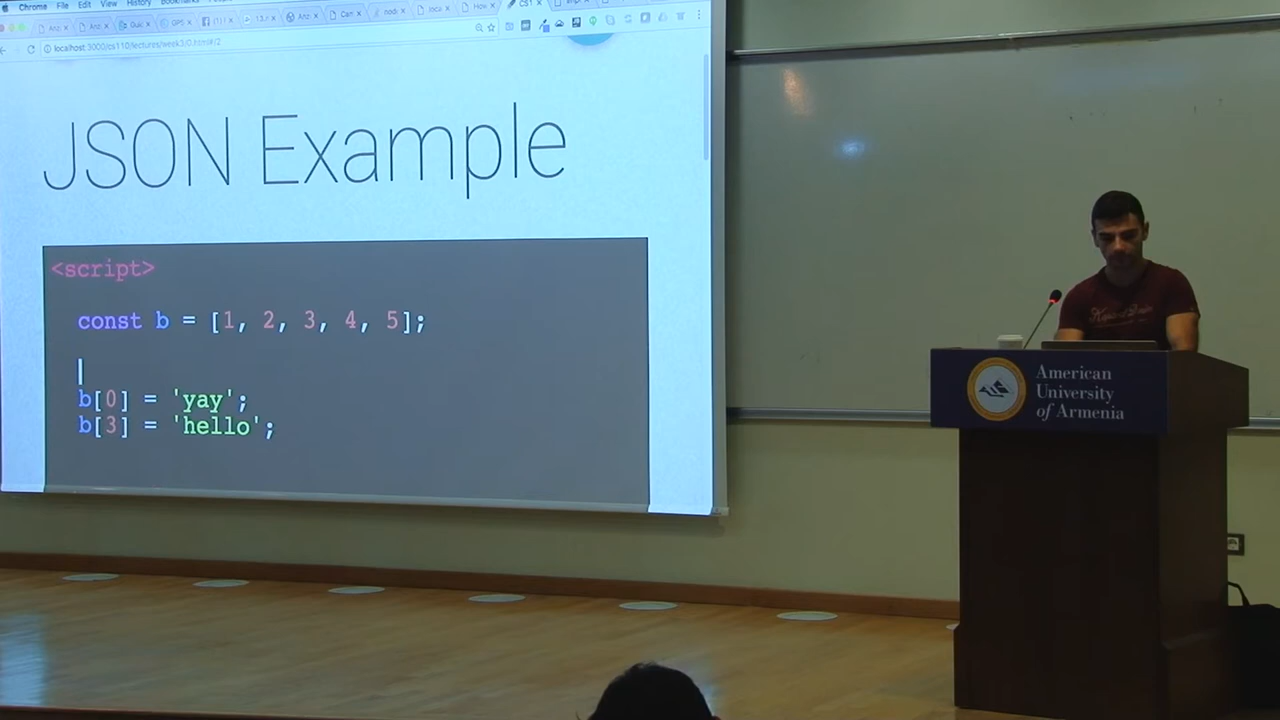 Chrome File Edit View History Bookmarks
localhost:3000/cs110/lectures/week3/0.html#/2
JSON Example
<script>
const b = [1, 2, 3, 4, 5];
b[0] = 'yay';
b[3] = 'hello';
American
University
of Armenia